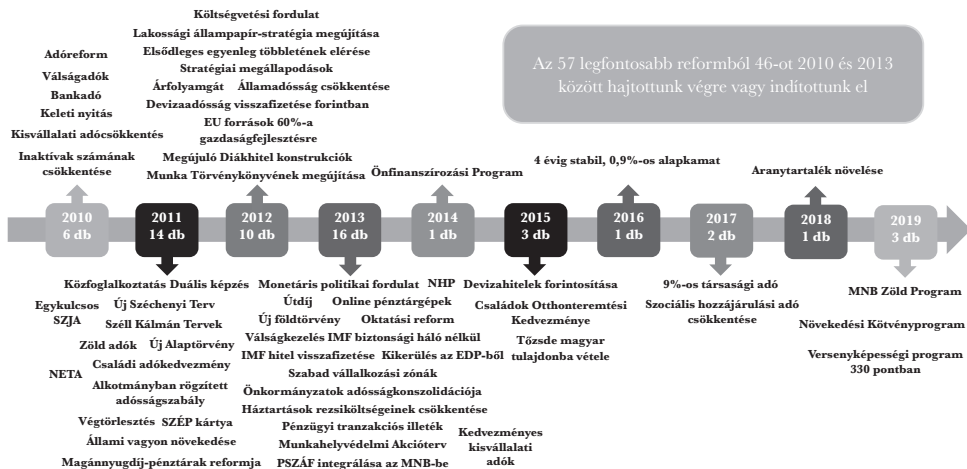 Költségvetési fordulat
Lakossági állampapír-stratégia megújítása
Elsődleges egyenleg többletének elérése
Stratégiai megállapodások
Árfolyamgát Államadósság csökkentése
Devizaadósság visszafizetése forintban
EU források 60%-a
gazdaságfejlesztésre
Megújuló Diákhitel konstrukciók
Munka Törvénykönyvének megújítása
Adóreform
Válságadók
Bankadó
Keleti nyitás
Kisvállalati adócsökkentés
Inaktívak számának
csökkentése
Az 57 legfontosabb reformból 46-ot 2010 és 2013
között hajtottunk végre vagy indítottunk el
Önfinanszírozási Program
4 évig stabil, 0,9%-os alapkamat
Aranytartalék növelése
2010
6 db
2011
14 db
2012
10 db
2013
16 db
2014
1 db
2015
3 db
2016
1 db
2017
2 db
2018
1 db
2019
3 db
Közfoglalkoztatás Duális képzés
Egykulcsos
SZJA
Új Széchenyi Terv
Széll Kálmán Tervek
Zöld adók Új Alaptörvény
Családi adókedvezmény
NETA
Alkotmányban rögzített
adósságszabály
Végtörlesztés SZÉP kártya
Állami vagyon növekedése
Magánnyugdíj-pénztárak reformja
Monetáris politikai fordulat
Útdíj Online pénztárgépek
Új földtörvény Oktatási reform
Válságkezelés IMF biztonsági háló nélkül
IMF hitel visszafizetése Kikerülés az EDP-ből
Szabad vállalkozási zónák
Önkormányzatok adósságkonszolidációja
Háztartások rezsiköltségeinek csökkentése
Pénzügyi tranzakciós illeték
Munkahelyvédelmi Akcióterv
PSZÁF integrálása az MNB-be
Kedvezményes
kisvállalati
adók
NHP
Devizahitelek forintosítása
Családok Otthonteremtési
Kedvezménye
Tőzsde magyar
tulajdonba vétele
9%-os társasági adó
Szociális hozzájárulási adó
csökkentése
MNB Zöld Program
Növekedési Kötvényprogram
Versenyképességi program
330 pontban